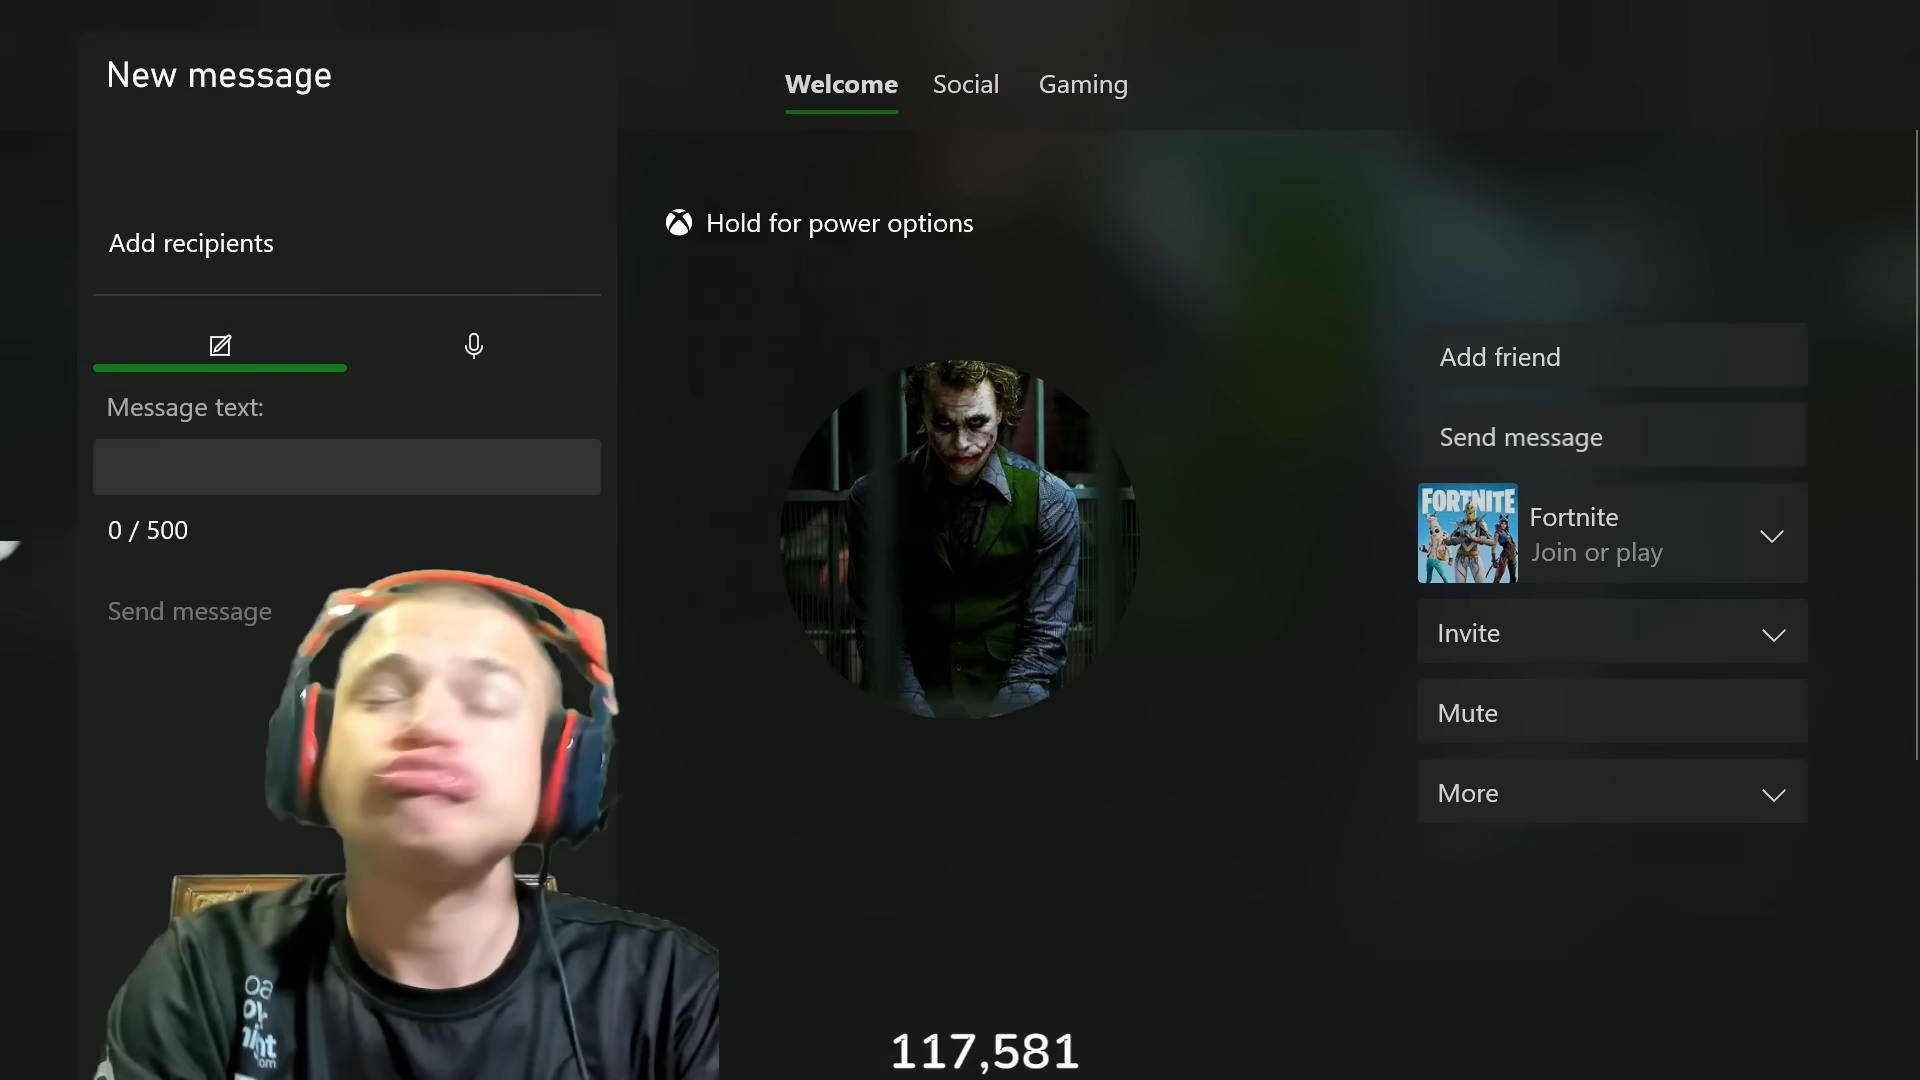 New message
Welcome Social Gaming
Hold for power options
Add recipients
Message text:
0 / 500
Send message
Add friend
Send message
FORTNITE
Fortnite
Join or play
Invite
Mute
More
117,581